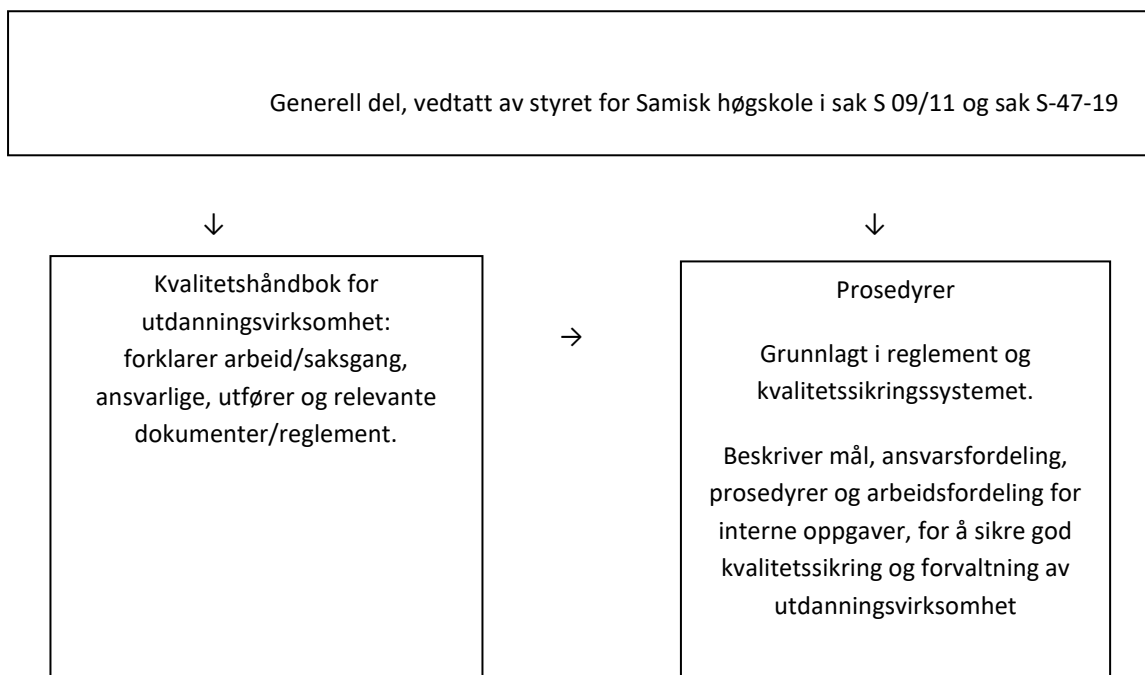 Generell del, vedtatt av styret for Samisk høgskole i sak S 09/11 og sak S-47-19
↓
↓
Kvalitetshåndbok for
utdanningsvirksomhet:
forklarer arbeid/saksgang,
ansvarlige, utfører og relevante
dokumenter/reglement.
→
Prosedyrer
Grunnlagt i reglement og
kvalitetssikringssystemet.
Beskriver mål, ansvarsfordeling,
prosedyrer og arbeidsfordeling for
interne oppgaver, for å sikre god
kvalitetssikring og forvaltning av
utdanningsvirksomhet